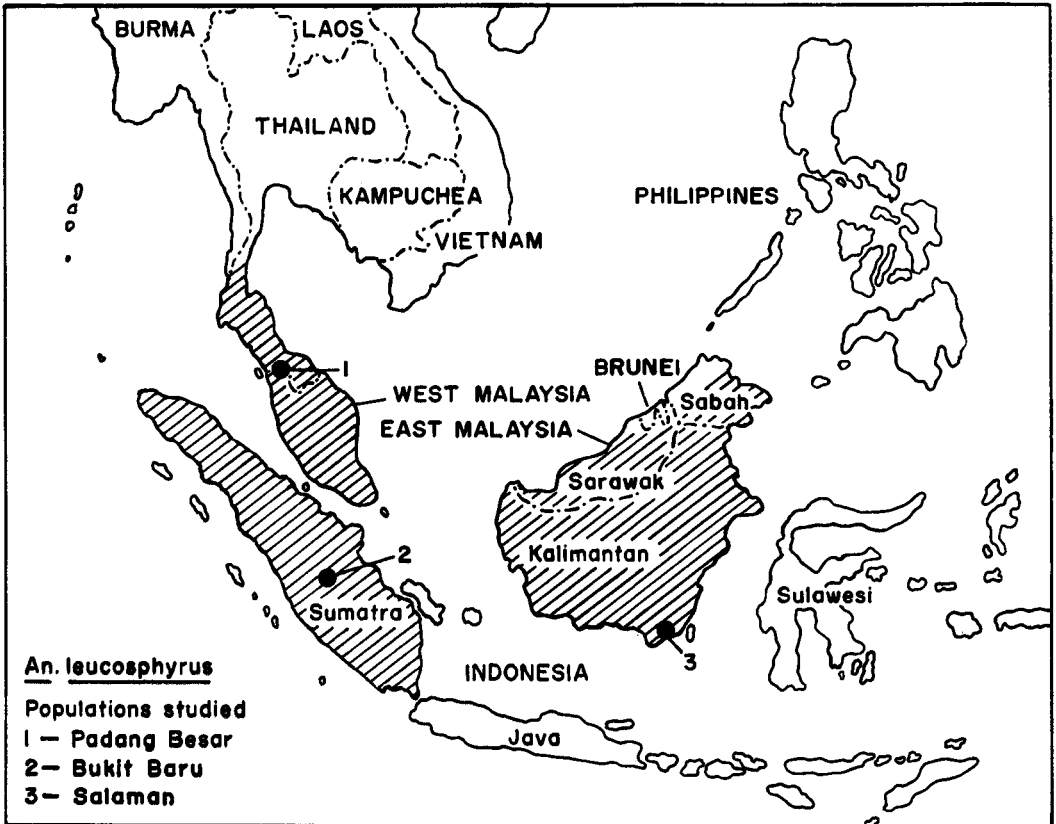 BURMA
LAOS
THAILAND
KAMPUCHEA
VIETNAM
PHILIPPINES
1
WEST MALAYSIA
EAST MALAYSIA
BRUNEI
Sabah
Sarawak
Kalimantan
2
Sumatra
Sulawesi
3
INDONESIA
Java
An. leucosphyrus
Populations studied
1 — Padang Besar
2 — Bukit Baru
3 — Salaman